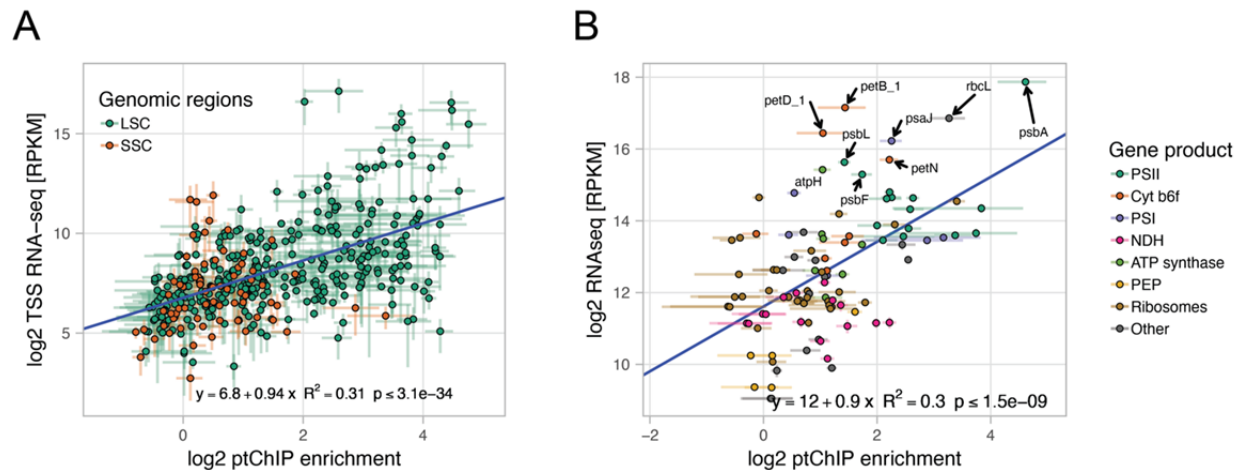 A
Genomic regions
LSC
SSC
log2 TSS RNA−seq [RPKM]
15
10
5
y = 6.8 + 0.94 x R² = 0.31 p ≤ 3.1e−34
0
2
4
log2 ptChIP enrichment
B
log2 RNAseq [RPKM]
18
16
14
12
10
petD_1
petB_1
rbcL
psbA
psbL
psaJ
petN
atpH
psbF
y = 12 + 0.9 x R² = 0.3 p ≤ 1.5e−09
−2
0
2
4
log2 ptChIP enrichment
Gene product
PSII
Cyt b6f
PSI
NDH
ATP synthase
PEP
Ribosomes
Other